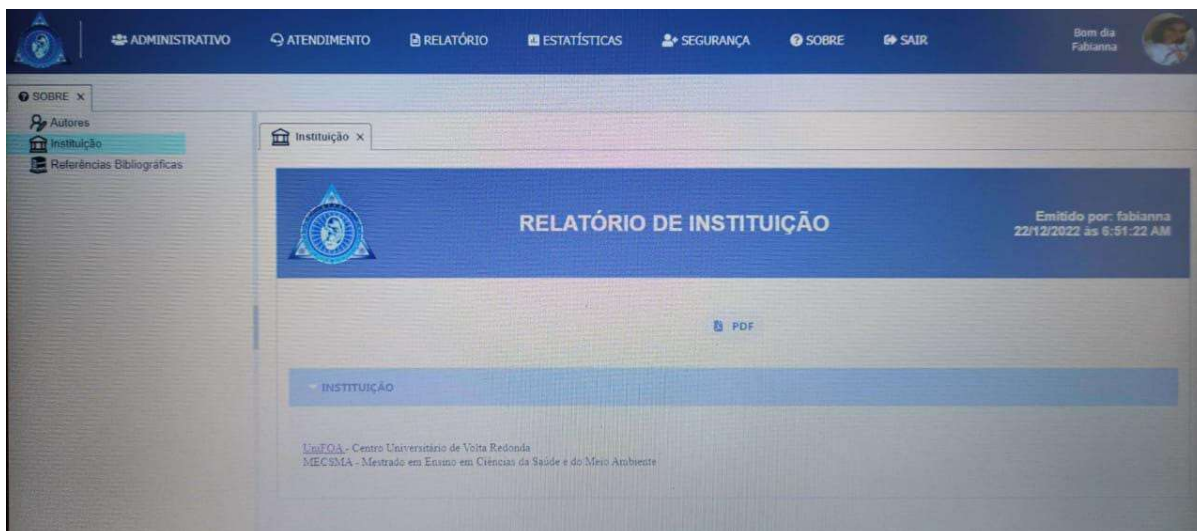 ADMINISTRATIVO ATENDIMENTO RELATÓRIO ESTATÍSTICAS SEGURANÇA SOBRE SAIR
Bom dia
Fabianna
SOBRE X
Autores
Instituição
Referências Bibliográficas
Instituição X
RELATÓRIO DE INSTITUIÇÃO
Emitido por: fabianna
22/12/2022 às 6:51:22 AM
PDF
INSTITUIÇÃO
UniFOA - Centro Universitário de Volta Redonda
MECSMA - Mestrado em Ensino em Ciências da Saúde e do Meio Ambiente